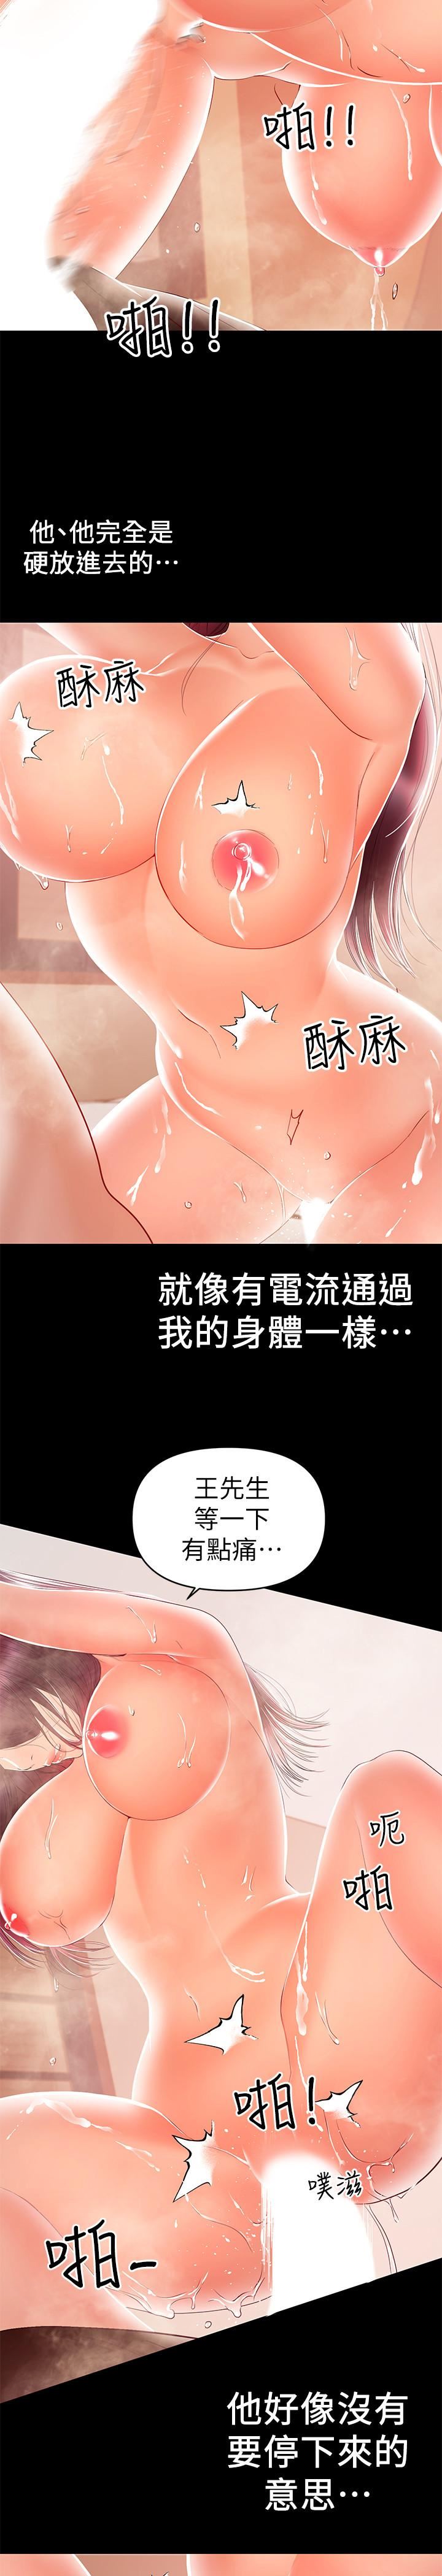 啪!!
啪!!
他、他完全是
硬放進去的…
酥麻
酥麻
就像有電流通過
我的身體一樣…
王先生
等一下
有點痛…
呃
啪
啪!
噗滋
啪-
他好像沒有
要停下來的
意思…